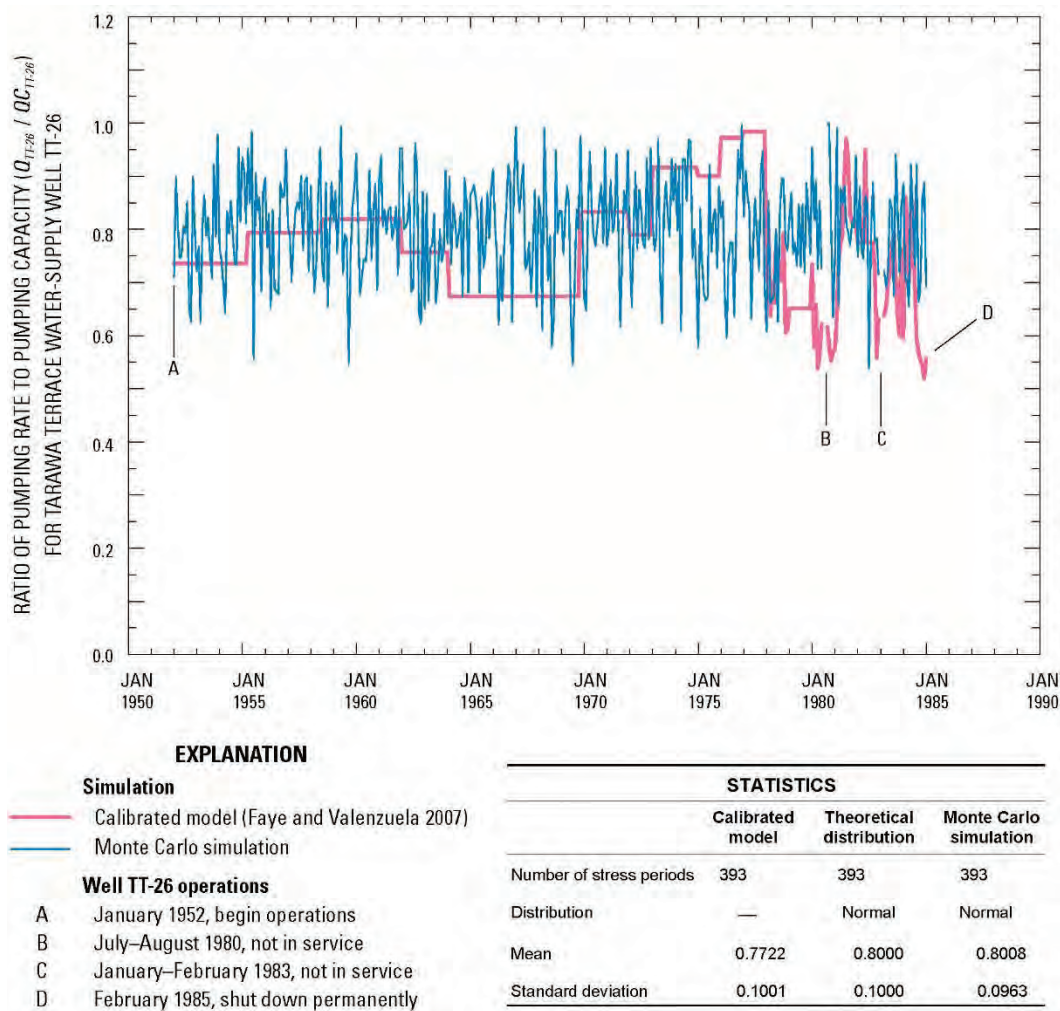 RATIO OF PUMPING RATE TO PUMPING CAPACITY (Q_TT-26 / QC_TT-26)
FOR TARAWA TERRACE WATER-SUPPLY WELL TT-26
1.2
1.0
0.8
0.6
0.4
0.2
0.0
A
B
C
D
JAN JAN JAN JAN JAN JAN JAN JAN JAN
1950 1955 1960 1965 1970 1975 1980 1985 1990
EXPLANATION
Simulation
Calibrated model (Faye and Valenzuela 2007)
Monte Carlo simulation
Well TT-26 operations
A January 1952, begin operations
B July–August 1980, not in service
C January–February 1983, not in service
D February 1985, shut down permanently
STATISTICS
Calibrated Theoretical Monte Carlo
model distribution simulation
Number of stress periods 393 393 393
Distribution — Normal Normal
Mean 0.7722 0.8000 0.8008
Standard deviation 0.1001 0.1000 0.0963